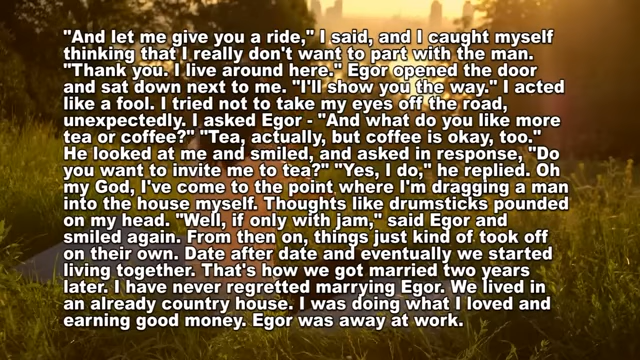 "And let me give you a ride," I said, and I caught myself
thinking that I really don't want to part with the man.
"Thank you. I live around here." Egor opened the door
and sat down next to me. "I'll show you the way." I acted
like a fool. I tried not to take my eyes off the road,
unexpectedly. I asked Egor - "And what do you like more
tea or coffee?" "Tea, actually, but coffee is okay, too."
He looked at me and smiled, and asked in response, "Do
you want to invite me to tea?" "Yes, I do," he replied. Oh
my God, I've come to the point where I'm dragging a man
into the house myself. Thoughts like drumsticks pounded
on my head. "Well, if only with jam," said Egor and
smiled again. From then on, things just kind of took off
on their own. Date after date and eventually we started
living together. That's how we got married two years
later. I have never regretted marrying Egor. We lived in
an already country house. I was doing what I loved and
earning good money. Egor was away at work.